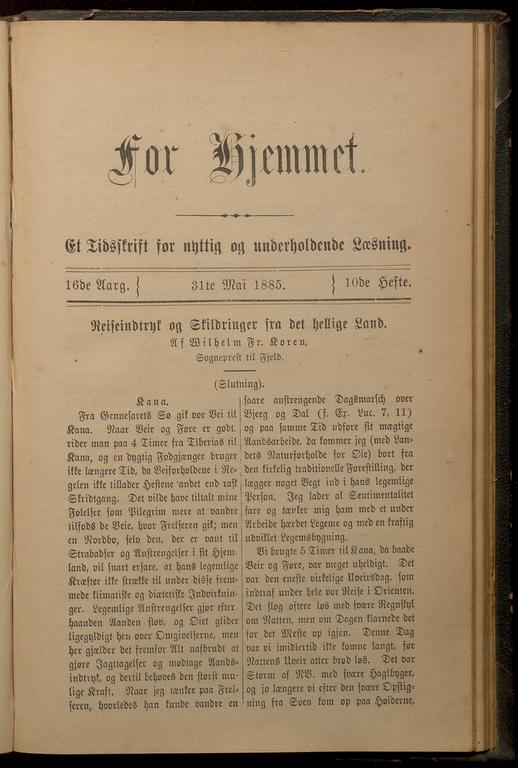 For Hjemmet.
Et Tidsskrift for nyttig og underholdende Læsning.
16de Aarg. } 31te Mai 1885. } 10de Hefte.
Reiseindtryk og Skildringer fra det hellige Land.
Af Wilhelm Fr. Koren,
Sogneprest til Fjeld.
(Slutning).
Kana.
Fra Gennesarets Sø gik vor Vei til
Kana. Naar Veir og Føre er godt,
rider man paa 4 Timer fra Tiberias til
Kana, og en dygtig Fodgjænger bruger
ikke længere Tid, da Veiforholdene i Re-
gelen ikke tillader Hestene andet end rask
Skridtgang. Det vilde have tiltalt mine
Følelser som Pilegrim mere at vandre
tilfods de Veie, hvor Frelseren gik; men
en Nordbo, selv den, der er vant til
Strabadser og Anstrengelser i sit Hjem-
land, vil snart erfare, at hans legemlige
Kræfter ikke strække til under disse frem-
mede klimatiske og diætetiske Indvirknin-
ger. Legemlige Anstrengelser gjør efter-
haanden Aanden sløv, og Øiet glider
ligegyldigt hen over Omgivelserne, men
her gjælder det fremfor Alt uafbrudt at
gjøre Jagttagelser og modtage Aands-
indtryk, og dertil behøves den størst mu-
lige Kraft. Naar jeg tænker paa Frel-
seren, hvorledes han kunde vandre en
saare anstrengende Dagsmarsch over
Bjerg og Dal (f. Ex. Luc. 7, 11)
og paa samme Tid udføre sit mægtige
Aandsarbeide, da kommer jeg (med Lan-
dets Naturforholde for Øie) bort fra
den kirkelig traditionelle Forestilling, der
lægger noget Vegt ind i hans legemlige
Person. Jeg lader al Sentimentalitet
fare og tænker mig ham med et under
Arbeide hærdet Legeme og med en kraftig
udviklet Legemsbygning.
Vi brugte 5 Timer til Kana, da baade
Veir og Føre, var meget uheldigt. Det
var den eneste virkelige Uveirsdag, som
indtraf under hele vor Reise i Orienten.
Det slog oftere løs med svære Regnskyl
om Natten, men om Dagen klarnede det
for det Meste op igjen. Denne Dag
var vi imidlertid ikke komne langt, før
Nattens Uveir atter brød løs. Det var
Storm af NV. med svære Haglbyger,
og jo længere vi efter den svære Opstig-
ning fra Søen kom op paa Høiderne,